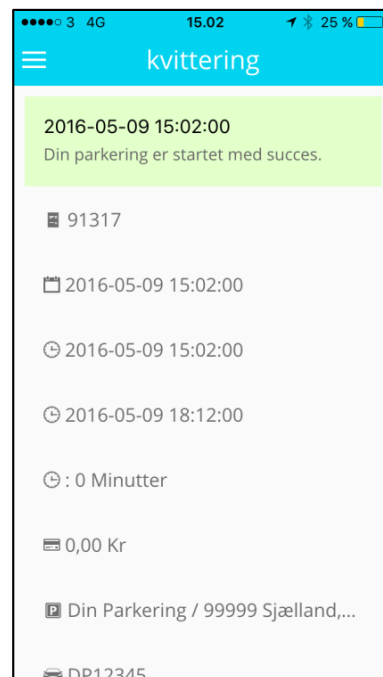 3 4G 15.02 25 %
kvittering
2016-05-09 15:02:00
Din parkering er startet med succes.
91317
2016-05-09 15:02:00
2016-05-09 15:02:00
2016-05-09 18:12:00
: 0 Minutter
0,00 Kr
P Din Parkering / 99999 Sjælland,...
DP12345